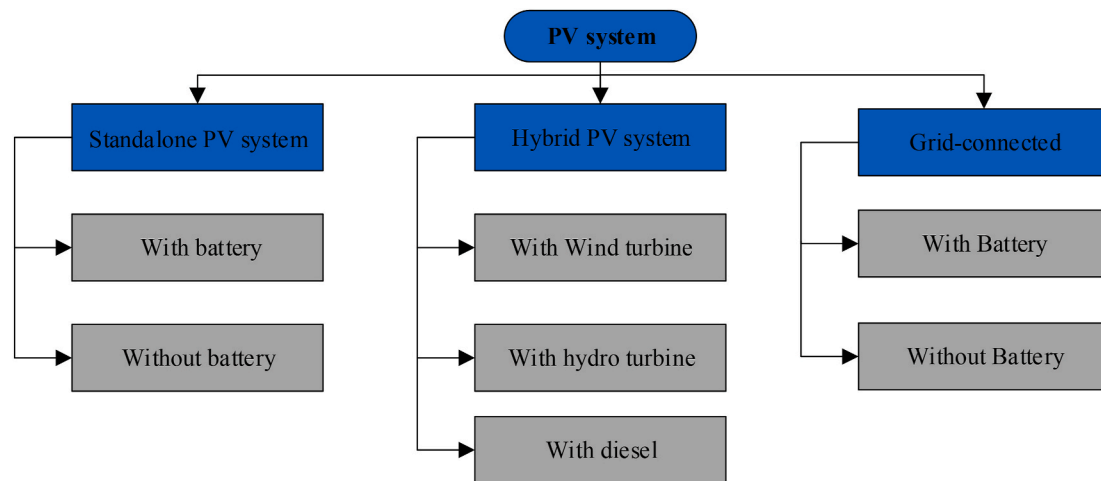 PV system
Standalone PV system
With battery
Without battery
Hybrid PV system
With Wind turbine
With hydro turbine
With diesel
Grid-connected
With Battery
Without Battery